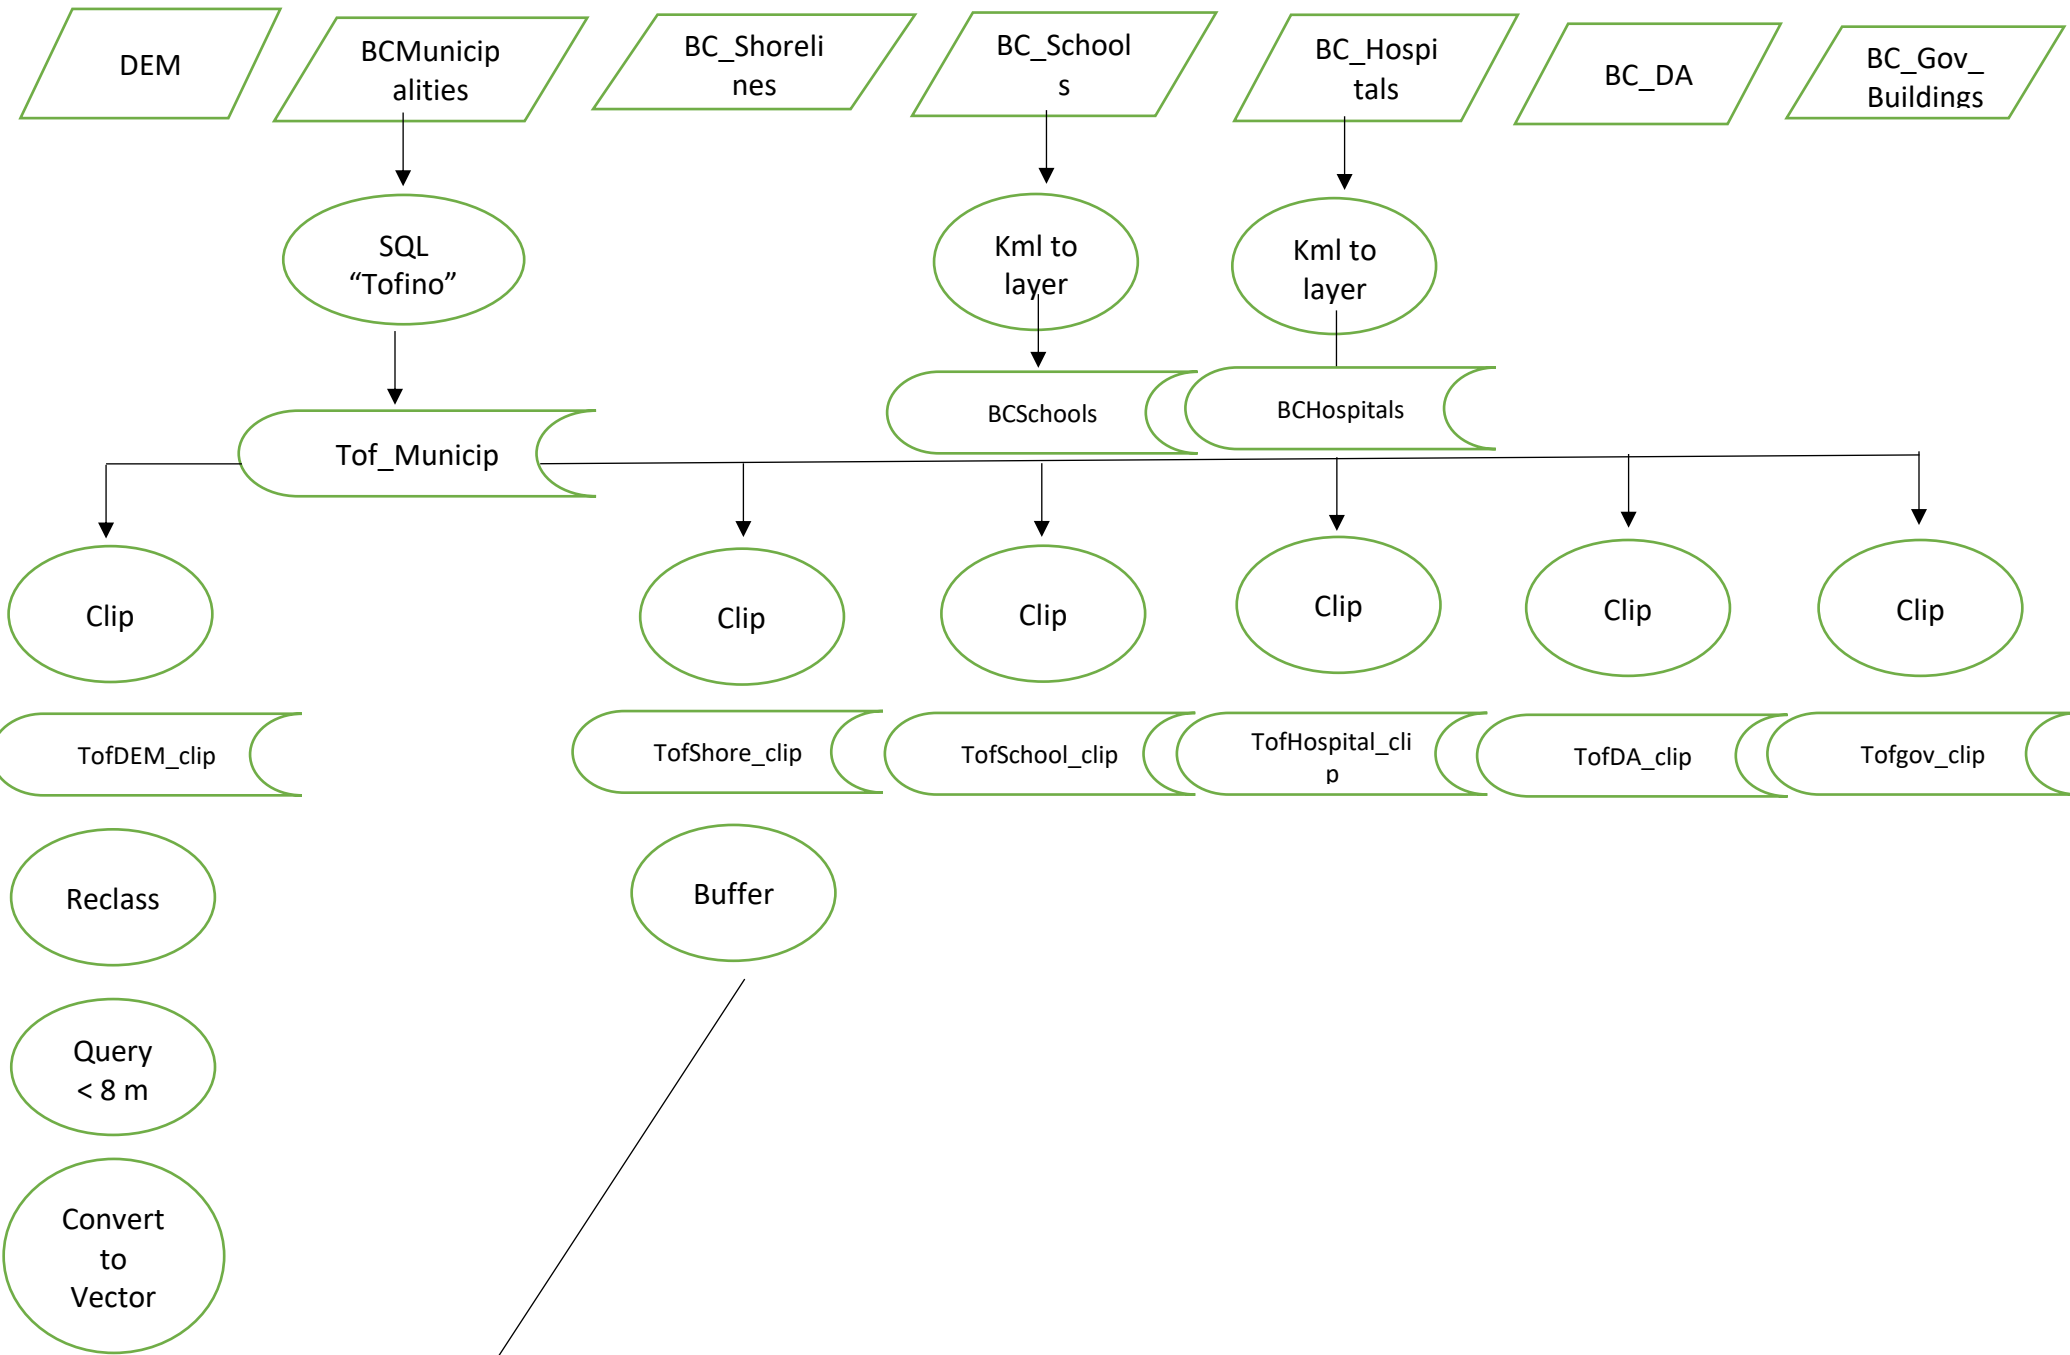 DEM
BCMunicip
alities
BC_Shoreli
nes
BC_School
s
BC_Hospi
tals
BC_DA
BC_Gov_
Buildings
SQL
“Tofino”
Kml to
layer
Kml to
layer
Tof_Municip
BCSchools
BCHospitals
Clip
Clip
Clip
Clip
Clip
Clip
TofDEM_clip
TofShore_clip
TofSchool_clip
TofHospital_cli
p
TofDA_clip
Tofgov_clip
Reclass
Buffer
Query
< 8 m
Convert
to
Vector